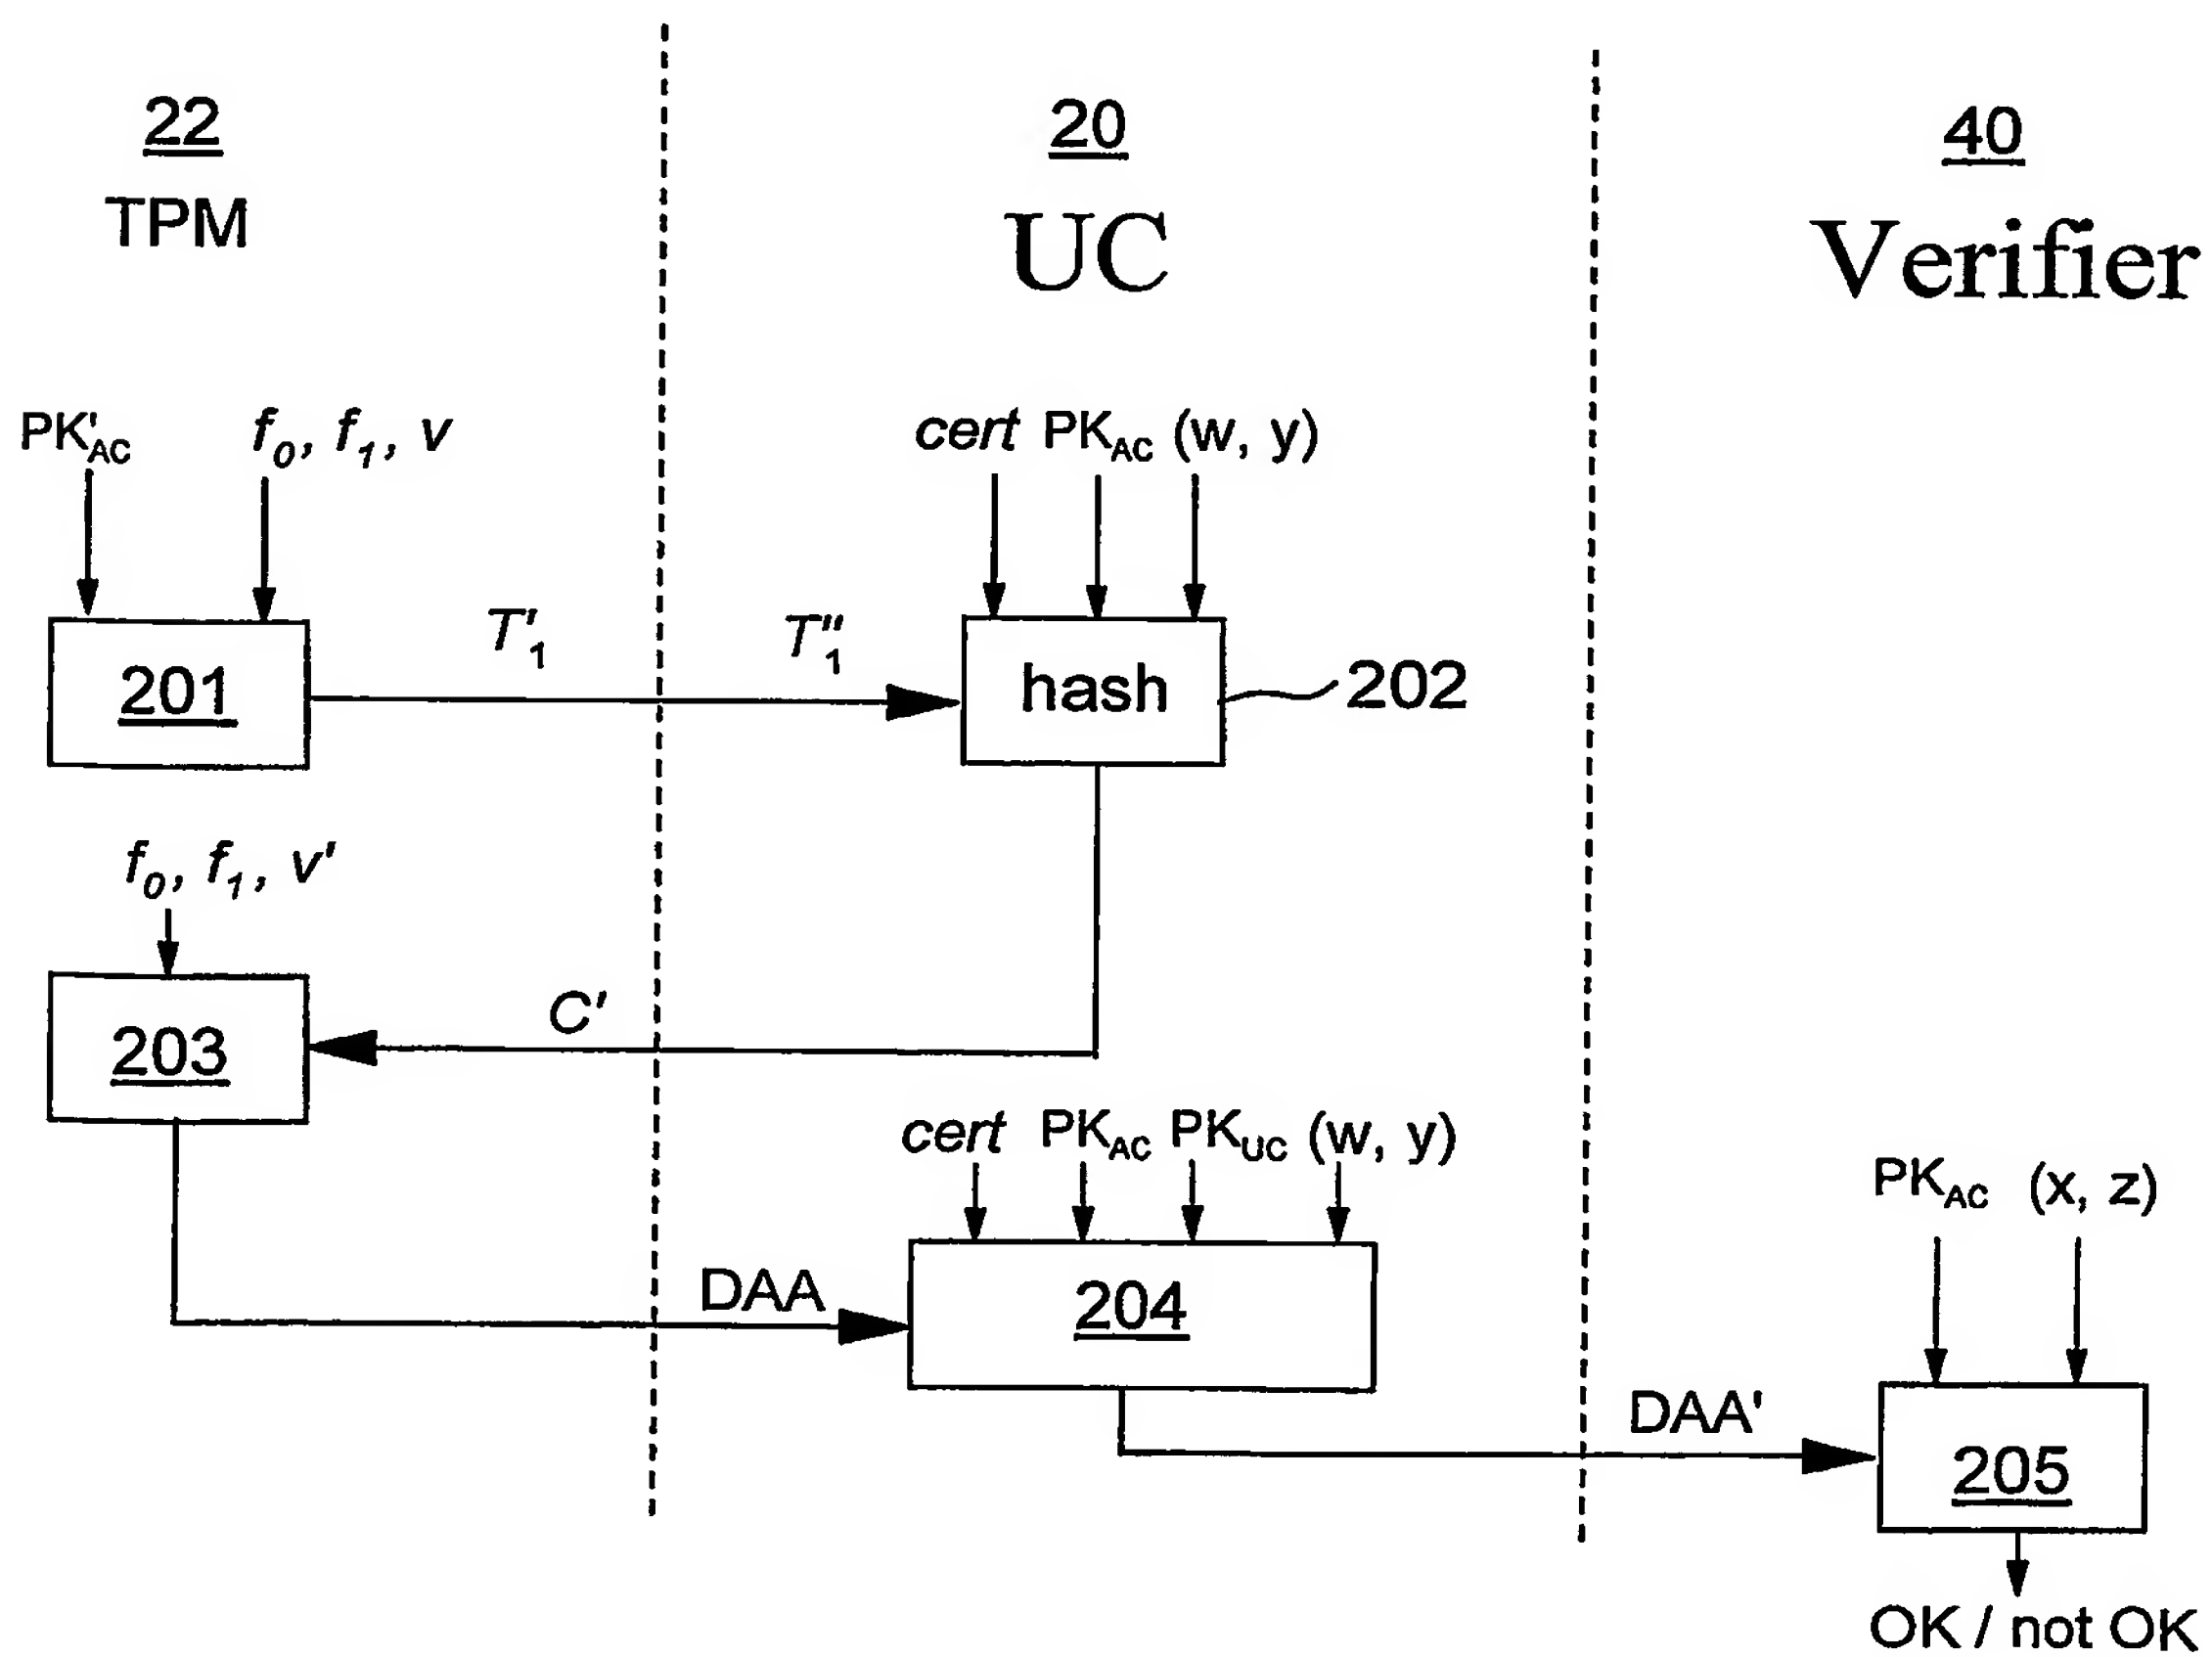 22
TPM
20
UC
40
Verifier
PK'AC f0, f1, v
cert PKAC (w, y)
201
T'1
T''1
hash
202
f0, f1, v'
203
C'
cert PKAC PKUC (w, y)
DAA
204
PKAC (x, z)
DAA'
205
OK / not OK